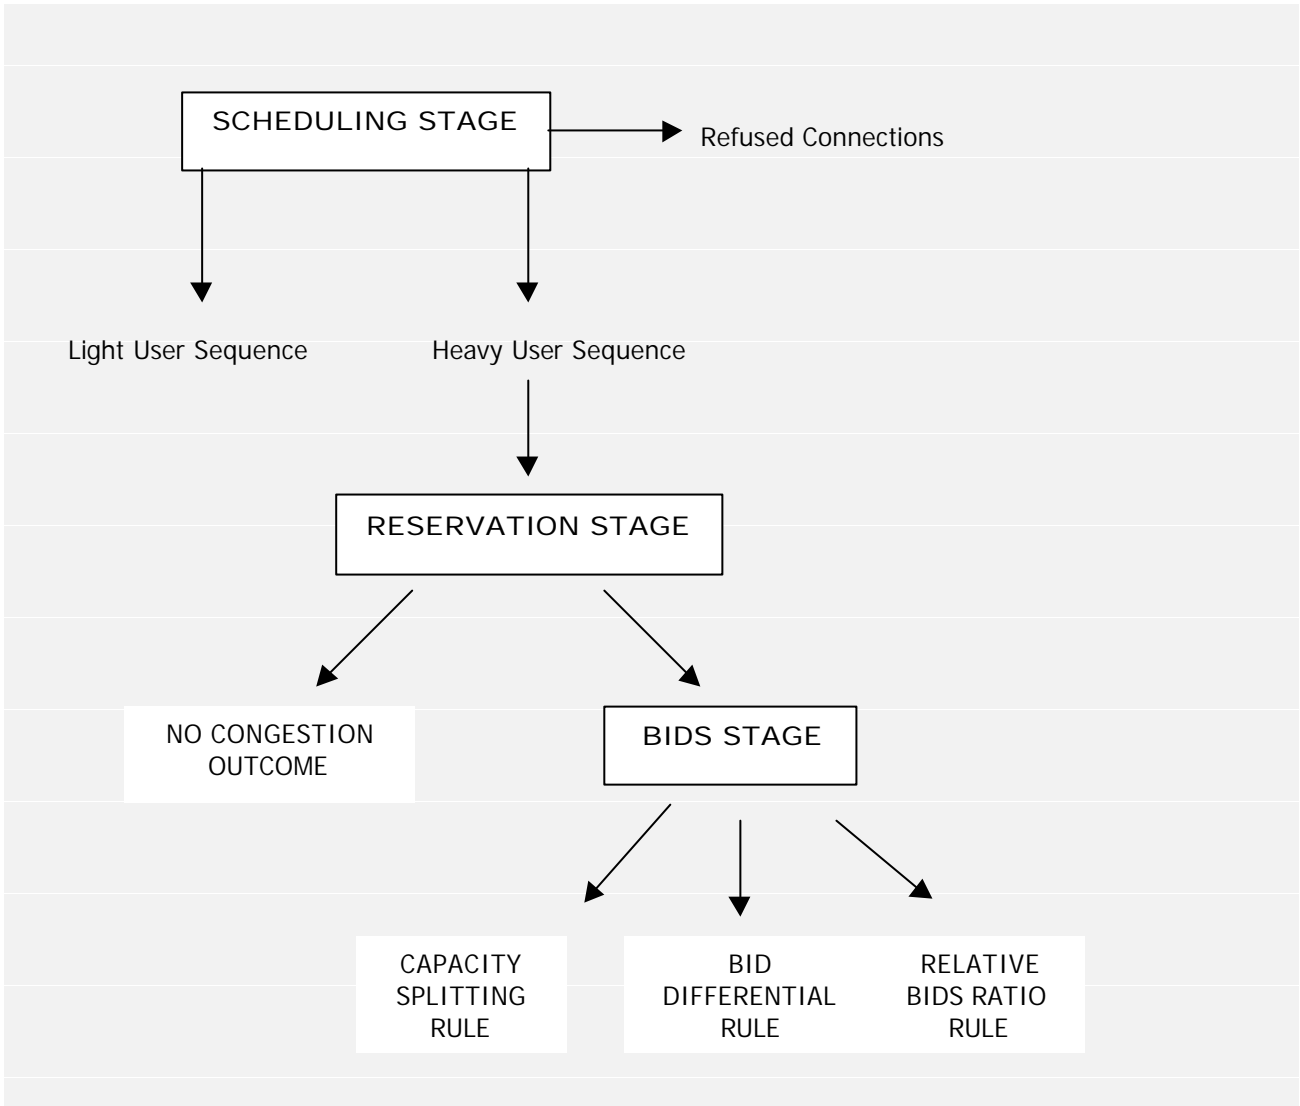 SCHEDULING STAGE
Refused Connections
Light User Sequence
Heavy User Sequence
RESERVATION STAGE
NO CONGESTION
OUTCOME
BIDS STAGE
CAPACITY
SPLITTING
RULE
BID
DIFFERENTIAL
RULE
RELATIVE
BIDS RATIO
RULE